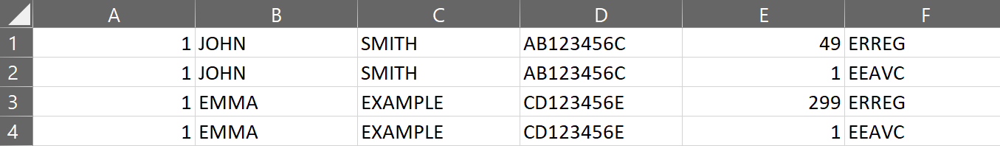 A B C D E F
1 1 JOHN SMITH AB123456C 49 ERREG
2 1 JOHN SMITH AB123456C 1 EEAVC
3 1 EMMA EXAMPLE CD123456E 299 ERREG
4 1 EMMA EXAMPLE CD123456E 1 EEAVC